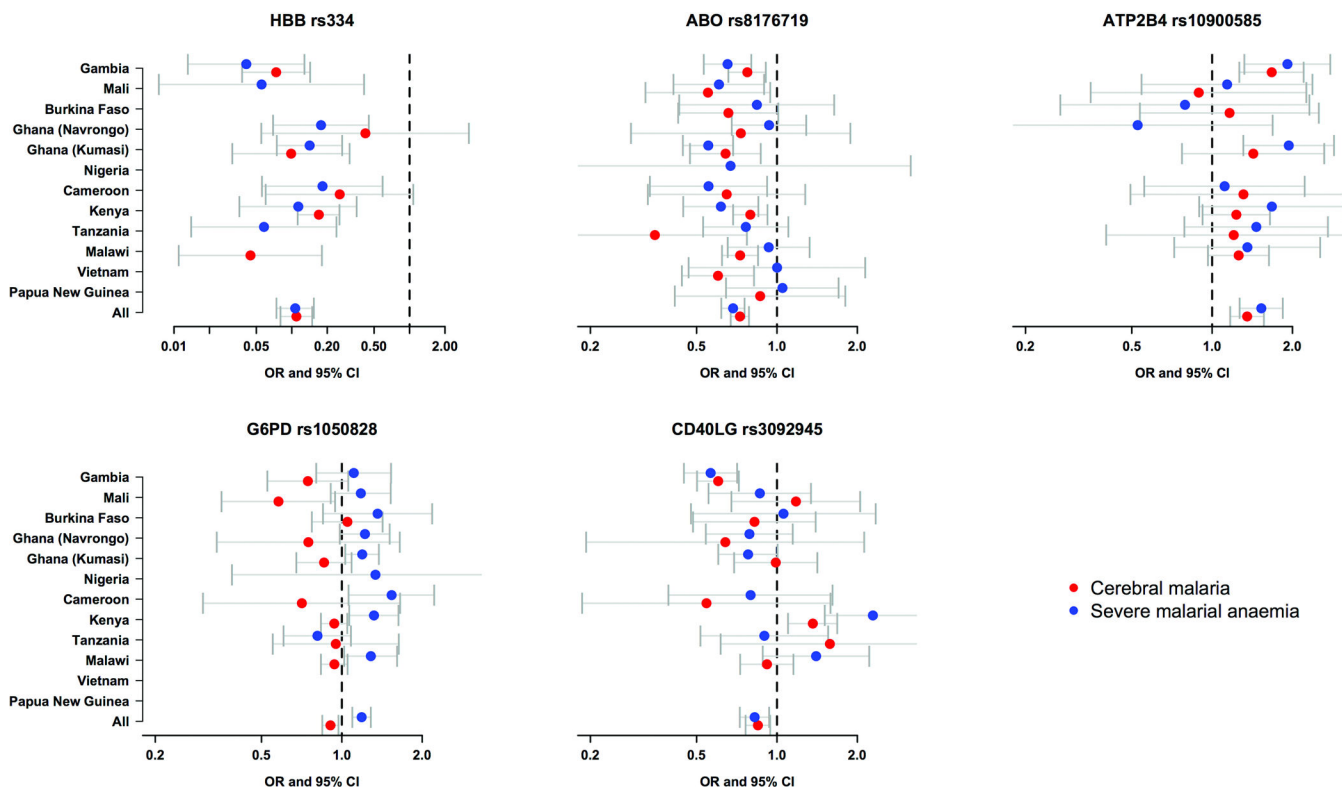 HBB rs334
ABO rs8176719
ATP2B4 rs10900585
Gambia
Mali
Burkina Faso
Ghana (Navrongo)
Ghana (Kumasi)
Nigeria
Cameroon
Kenya
Tanzania
Malawi
Vietnam
Papua New Guinea
All
0.01 0.05 0.20 0.50 2.00
0.2 0.5 1.0 2.0
0.2 0.5 1.0 2.0
OR and 95% CI
OR and 95% CI
OR and 95% CI
G6PD rs1050828
CD40LG rs3092945
Gambia
Mali
Burkina Faso
Ghana (Navrongo)
Ghana (Kumasi)
Nigeria
Cameroon
Kenya
Tanzania
Malawi
Vietnam
Papua New Guinea
All
0.2 0.5 1.0 2.0
0.2 0.5 1.0 2.0
OR and 95% CI
OR and 95% CI
Cerebral malaria
Severe malarial anaemia